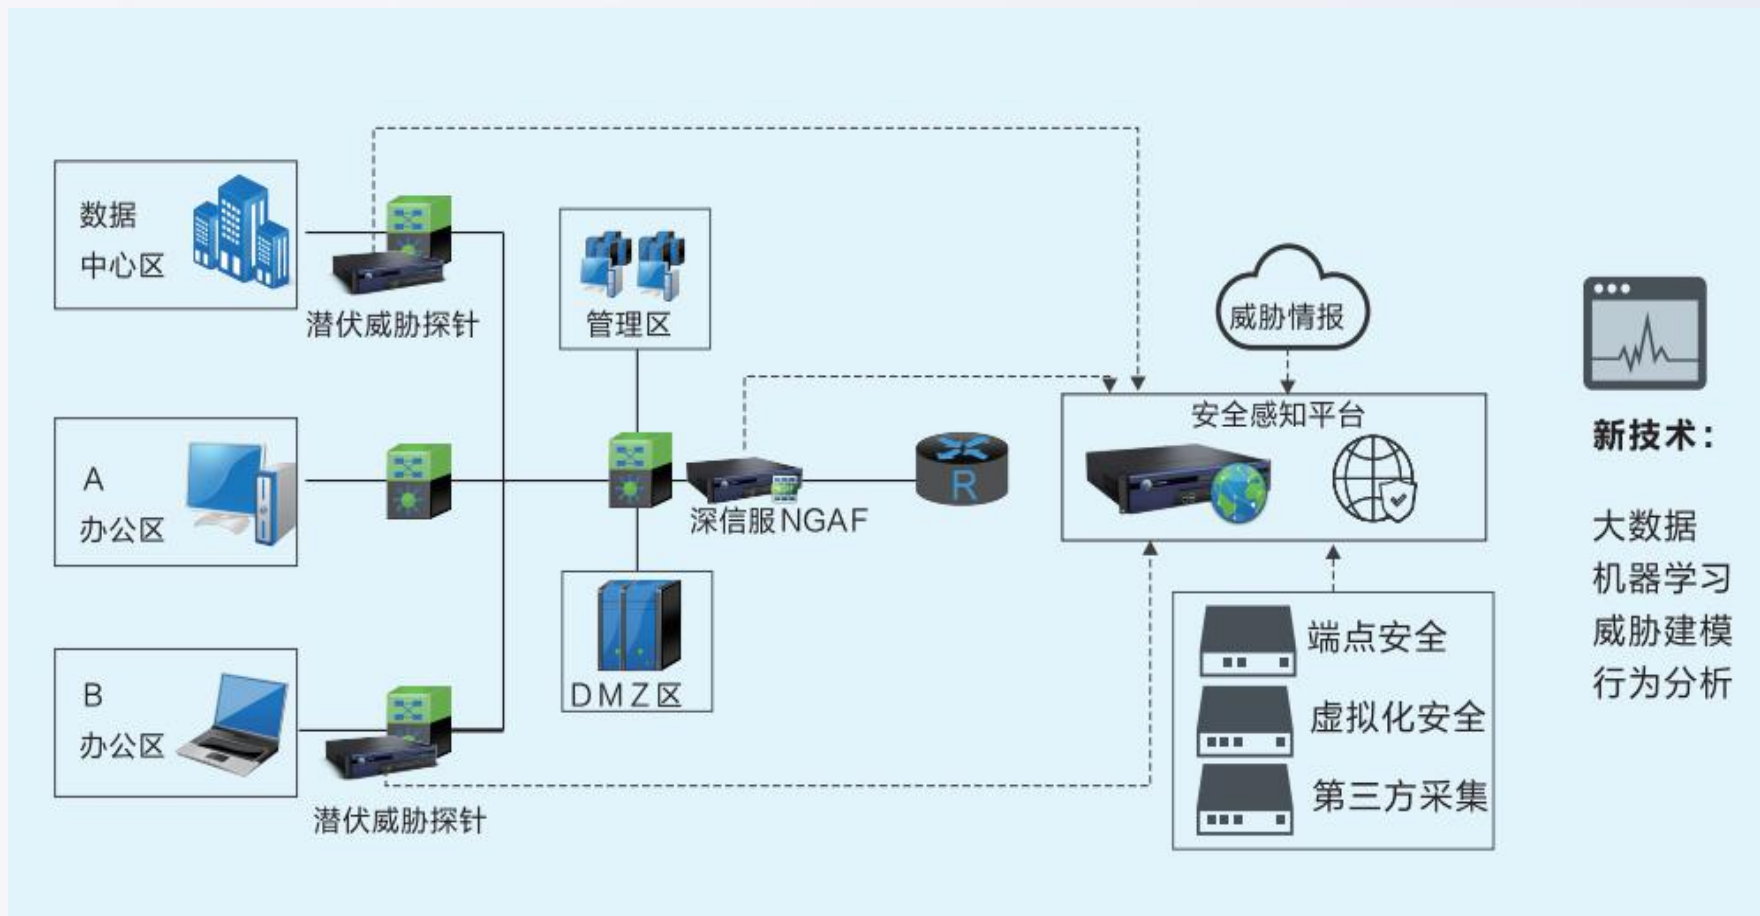 数据
中心区
潜伏威胁探针
管理区
威胁情报
安全感知平台
A
办公区
深信服NGAF
R
DMZ区
B
办公区
潜伏威胁探针
端点安全
虚拟化安全
第三方采集
新技术：
大数据
机器学习
威胁建模
行为分析